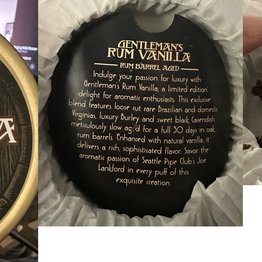 GENTLEMAN'S
RUM VANILLA
RUM BARREL AGED
Indulge your passion for luxury with
Gentleman's Rum Vanilla, a limited edition
delight for aromatic enthusiasts. This exclusive
blend features loose cut rare Brazilian and domestic
Virginias, luxury Burley and sweet black Cavendish
meticulously slow aged for a full 30 days in oak
rum barrels. Enhanced with natural vanilla, it
delivers a rich, sophisticated flavor. Savor the
aromatic passion of Seattle Pipe Club's Joe
Lankford in every puff of this
exquisite creation.